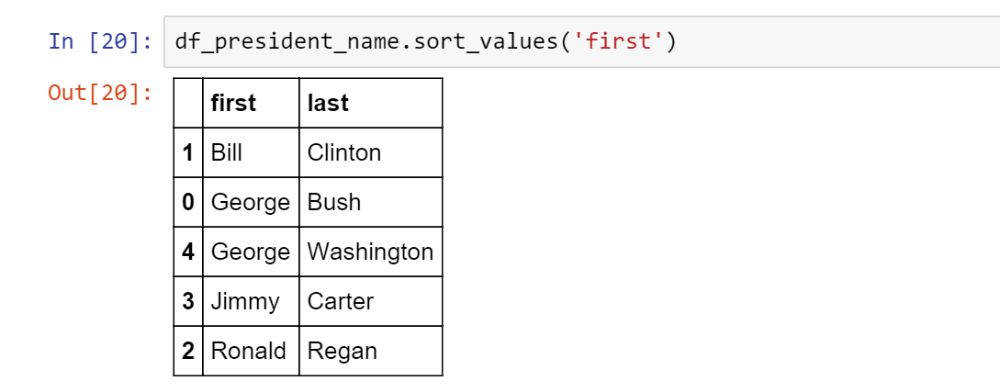 In [20]: df_president_name.sort_values('first')
Out[20]:
first last
1 Bill Clinton
0 George Bush
4 George Washington
3 Jimmy Carter
2 Ronald Regan